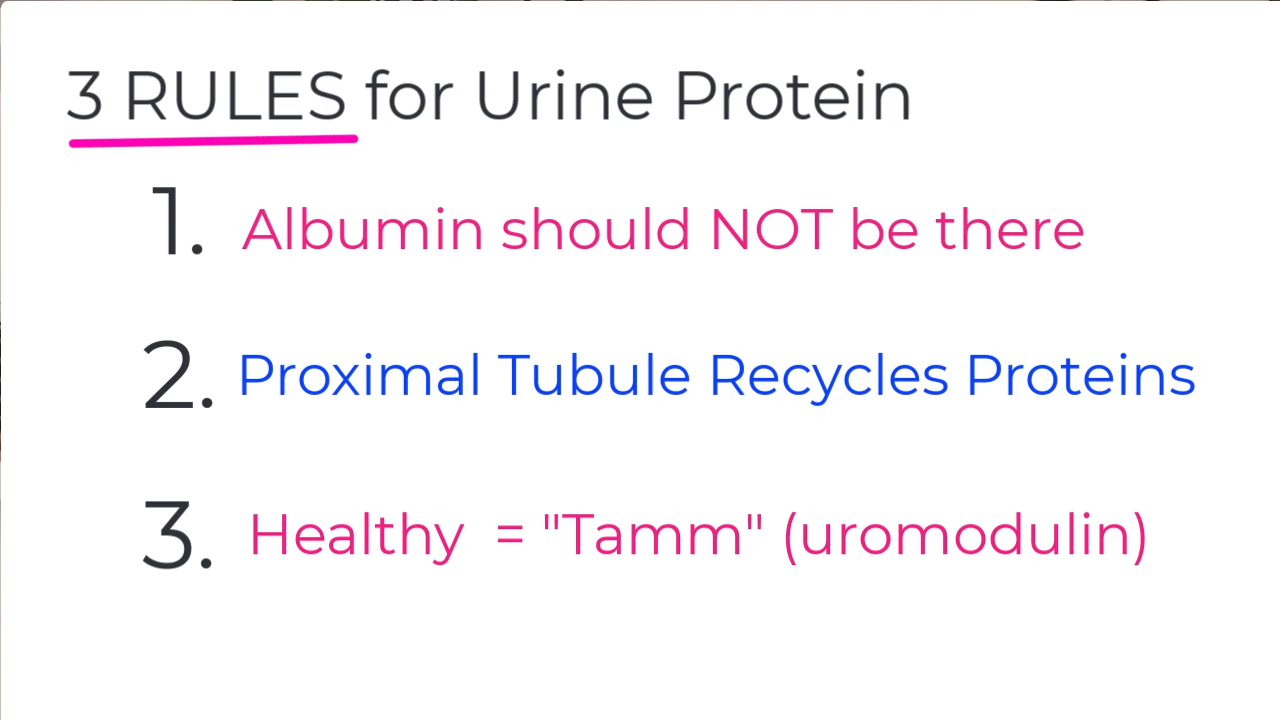 3 RULES for Urine Protein
1. Albumin should NOT be there
2. Proximal Tubule Recycles Proteins
3. Healthy = "Tamm" (uromodulin)